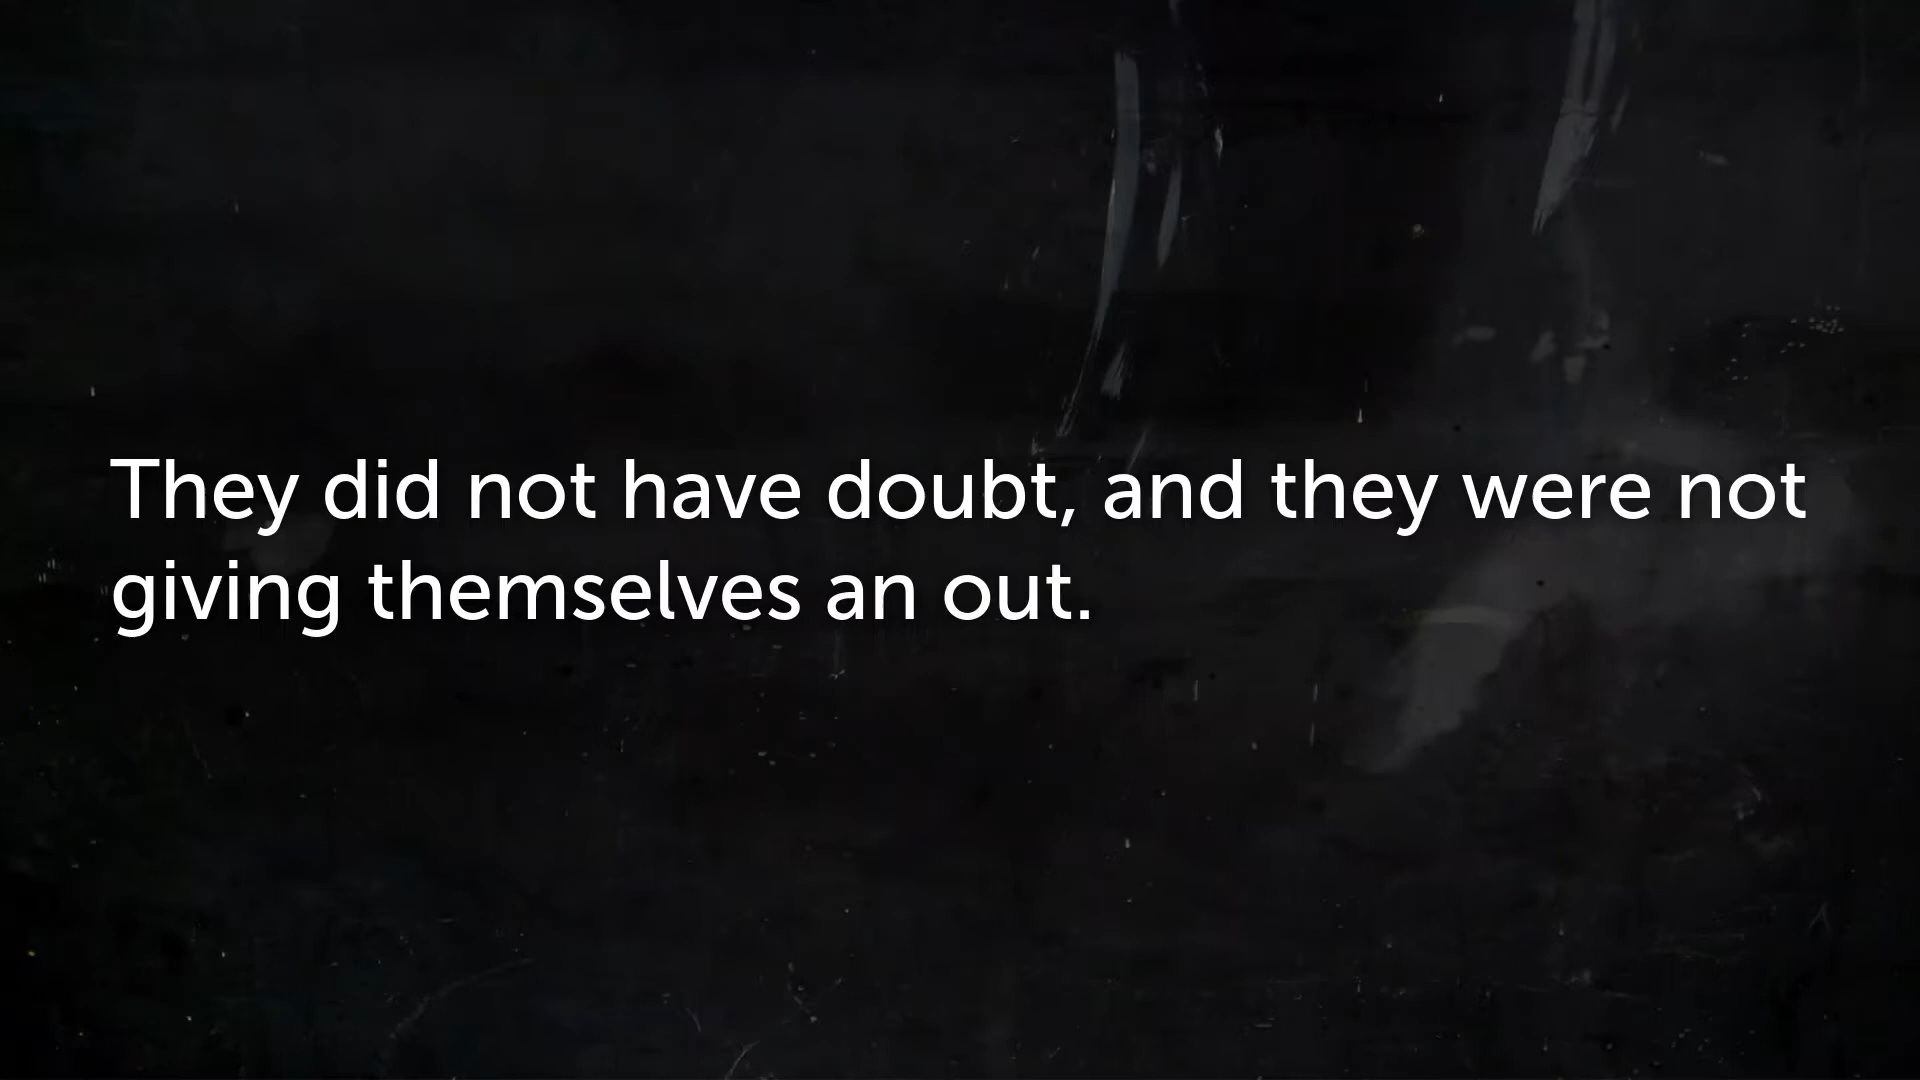 They did not have doubt, and they were not
giving themselves an out.